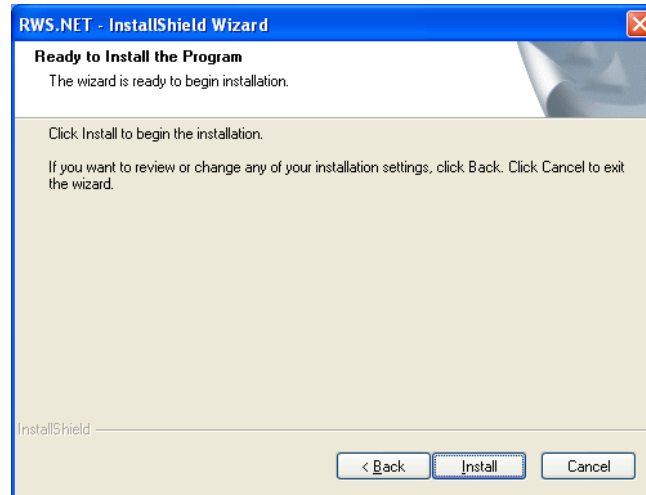 RWS.NET - InstallShield Wizard
Ready to Install the Program
The wizard is ready to begin installation.
Click Install to begin the installation.
If you want to review or change any of your installation settings, click Back. Click Cancel to exit
the wizard.
InstallShield
< Back
Install
Cancel